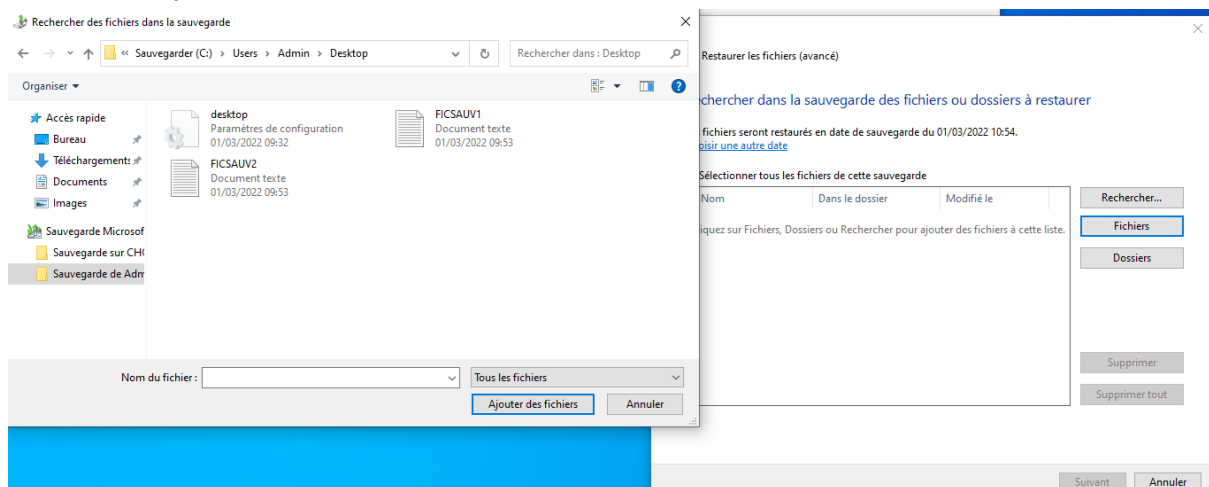 Rechercher des fichiers dans la sauvegarde
« Sauvegarder (C:) > Users > Admin > Desktop
Rechercher dans : Desktop
Organiser
Accès rapide
Bureau
Téléchargements
Documents
Images
Sauvegarde Microsof
Sauvegarde sur CH
Sauvegarde de Adm
desktop
Paramètres de configuration
01/03/2022 09:32
FICSAUV1
Document texte
01/03/2022 09:53
FICSAUV2
Document texte
01/03/2022 09:53
Nom du fichier :
Tous les fichiers
Ajouter des fichiers
Annuler
Restaurer les fichiers (avancé)
chercher dans la sauvegarde des fichiers ou dossiers à restaurer
fichiers seront restaurés en date de sauvegarde du 01/03/2022 10:54.
oisir une autre date
Sélectionner tous les fichiers de cette sauvegarde
Nom Dans le dossier Modifié le
iquez sur Fichiers, Dossiers ou Rechercher pour ajouter des fichiers à cette liste.
Rechercher...
Fichiers
Dossiers
Supprimer
Supprimer tout
Suivant Annuler